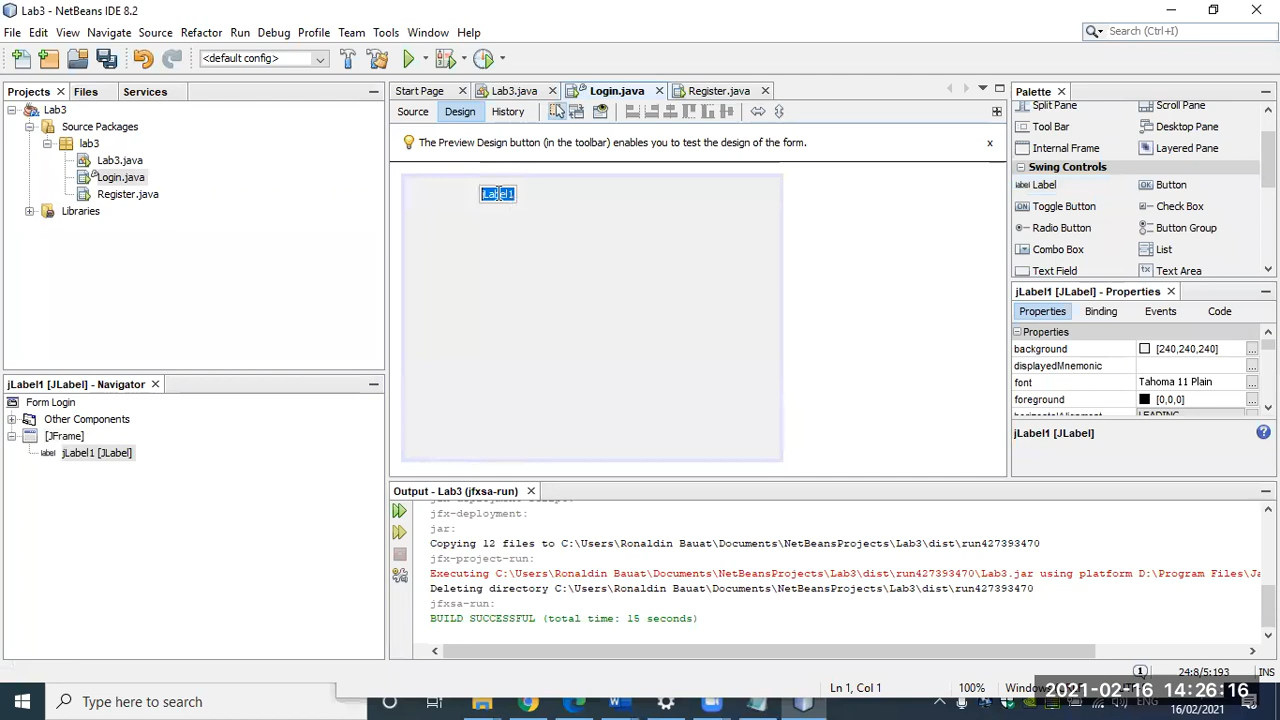 Lab3 - NetBeans IDE 8.2
File Edit View Navigate Source Refactor Run Debug Profile Team Tools Window Help
Search (Ctrl+I)
<default config>
Projects Files Services
Start Page Lab3.java Login.java Register.java
Palette
Lab3
Source Packages
lab3
Lab3.java
Login.java
Register.java
Libraries
Source Design History
The Preview Design button (in the toolbar) enables you to test the design of the form.
jLabel1
Split Pane Scroll Pane
Tool Bar Desktop Pane
Internal Frame Layered Pane
Swing Controls
Label Button
Toggle Button Check Box
Radio Button Button Group
Combo Box List
Text Field Text Area
jLabel1 [JLabel] - Properties
Properties Binding Events Code
Properties
background [240,240,240]
displayedMnemonic
font Tahoma 11 Plain
foreground [0,0,0]
horizontalAlignment LEADING
jLabel1 [JLabel]
jLabel1 [JLabel] - Navigator
Form Login
Other Components
[JFrame]
jLabel1 [JLabel]
Output - Lab3 (jfxsa-run)
jfx-deployment:
jar:
Copying 12 files to C:\Users\Ronaldin Bauat\Documents\NetBeansProjects\Lab3\dist\run427393470
jfx-project-run:
Executing C:\Users\Ronaldin Bauat\Documents\NetBeansProjects\Lab3\dist\run427393470\Lab3.jar using platform D:\Program Files\Ja
Deleting directory C:\Users\Ronaldin Bauat\Documents\NetBeansProjects\Lab3\dist\run427393470
jfxsa-run:
BUILD SUCCESSFUL (total time: 15 seconds)
1 24:8/5:193 INS
Ln 1, Col 1 100%
2021-02-16 14:26:16
Type here to search
ENG
16/02/2021